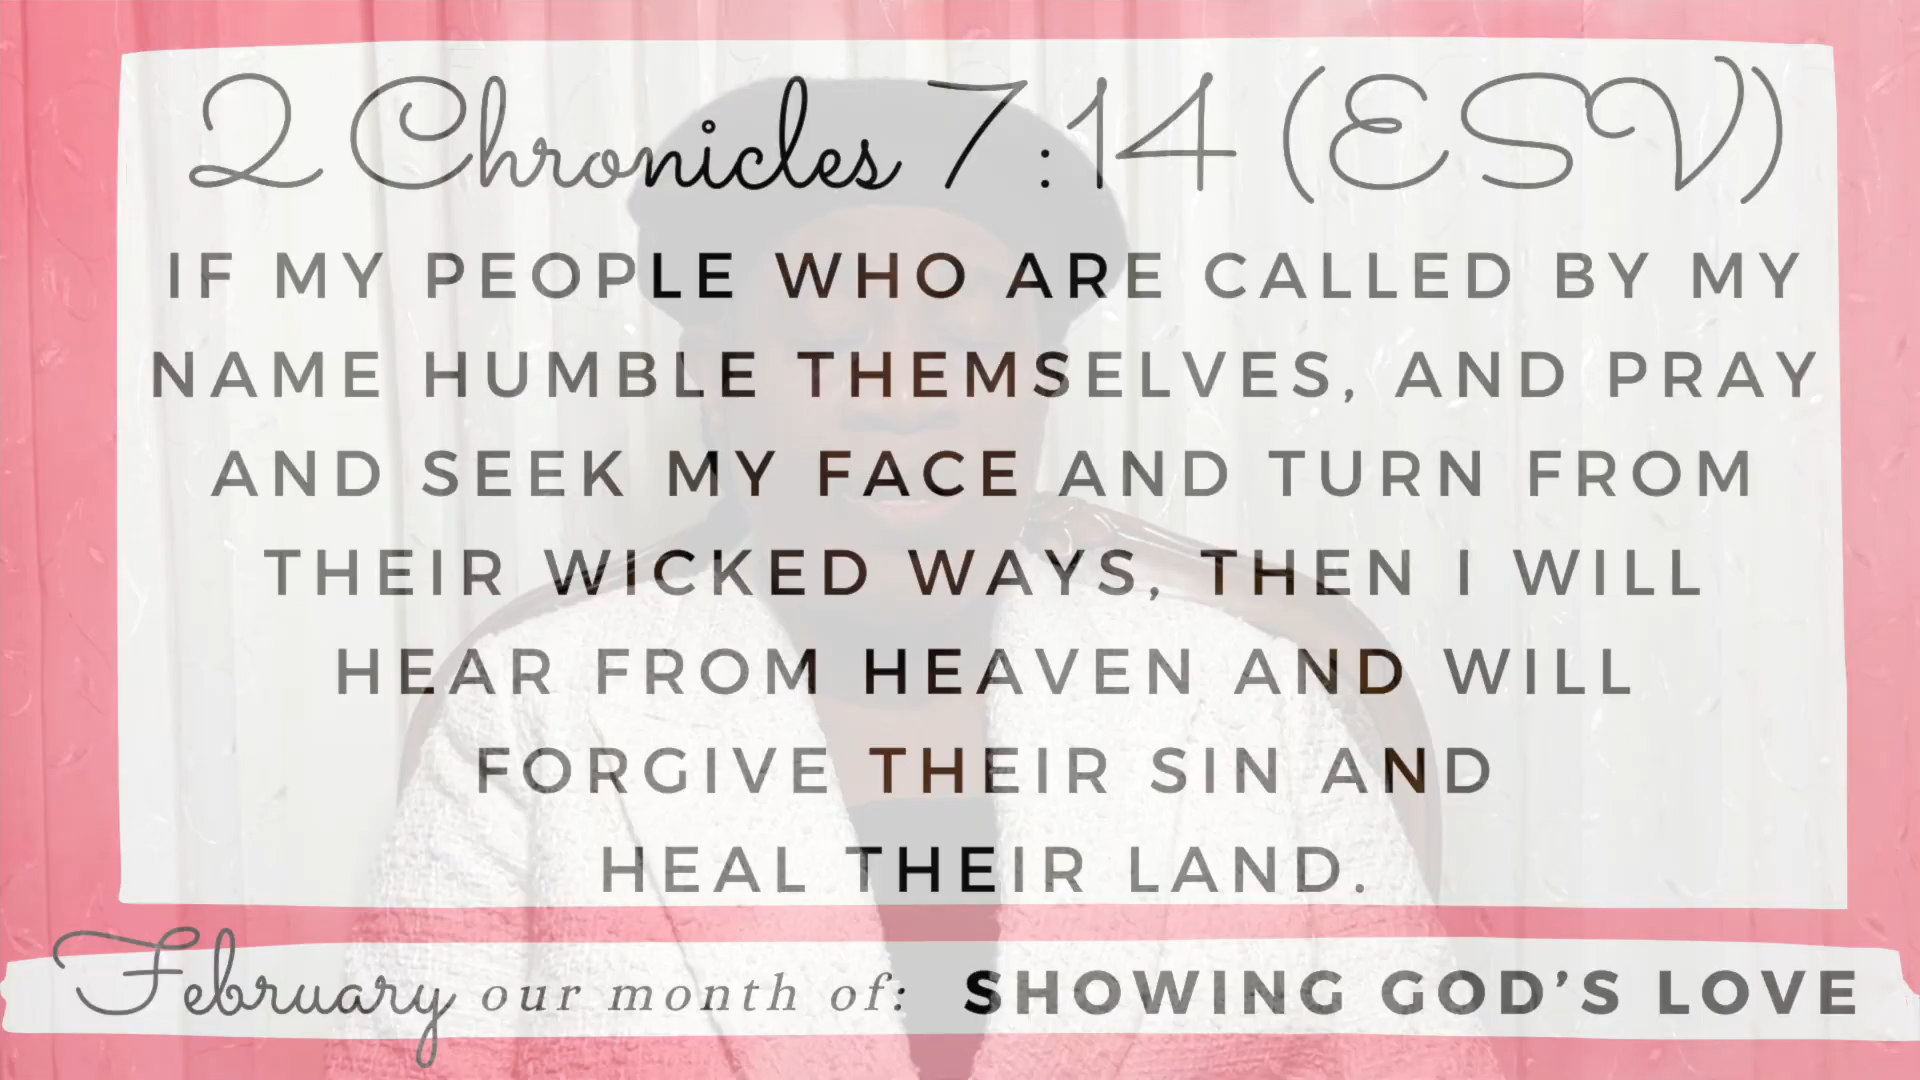 2 Chronicles 7:14 (ESV)
IF MY PEOPLE WHO ARE CALLED BY MY
NAME HUMBLE THEMSELVES, AND PRAY
AND SEEK MY FACE AND TURN FROM
THEIR WICKED WAYS, THEN I WILL
HEAR FROM HEAVEN AND WILL
FORGIVE THEIR SIN AND
HEAL THEIR LAND.
February our month of: SHOWING GOD'S LOVE